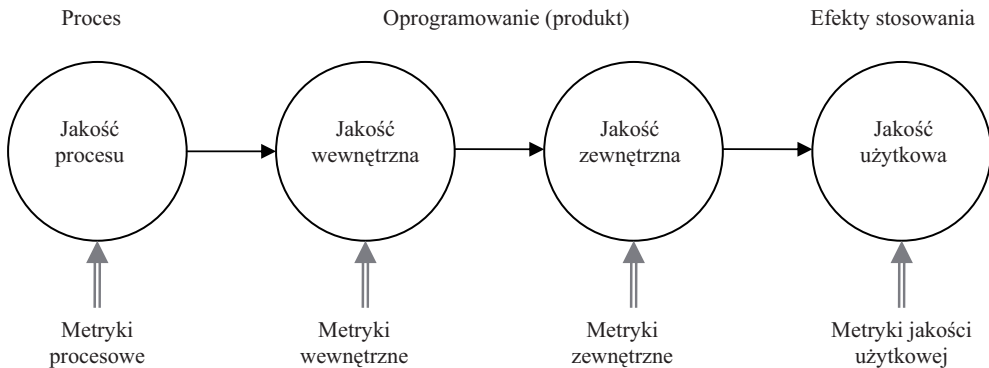 Proces
Oprogramowanie (produkt)
Efekty stosowania
Jakość
procesu
Jakość
wewnętrzna
Jakość
zewnętrzna
Jakość
użytkowa
Metryki
procesowe
Metryki
wewnętrzne
Metryki
zewnętrzne
Metryki jakości
użytkowej